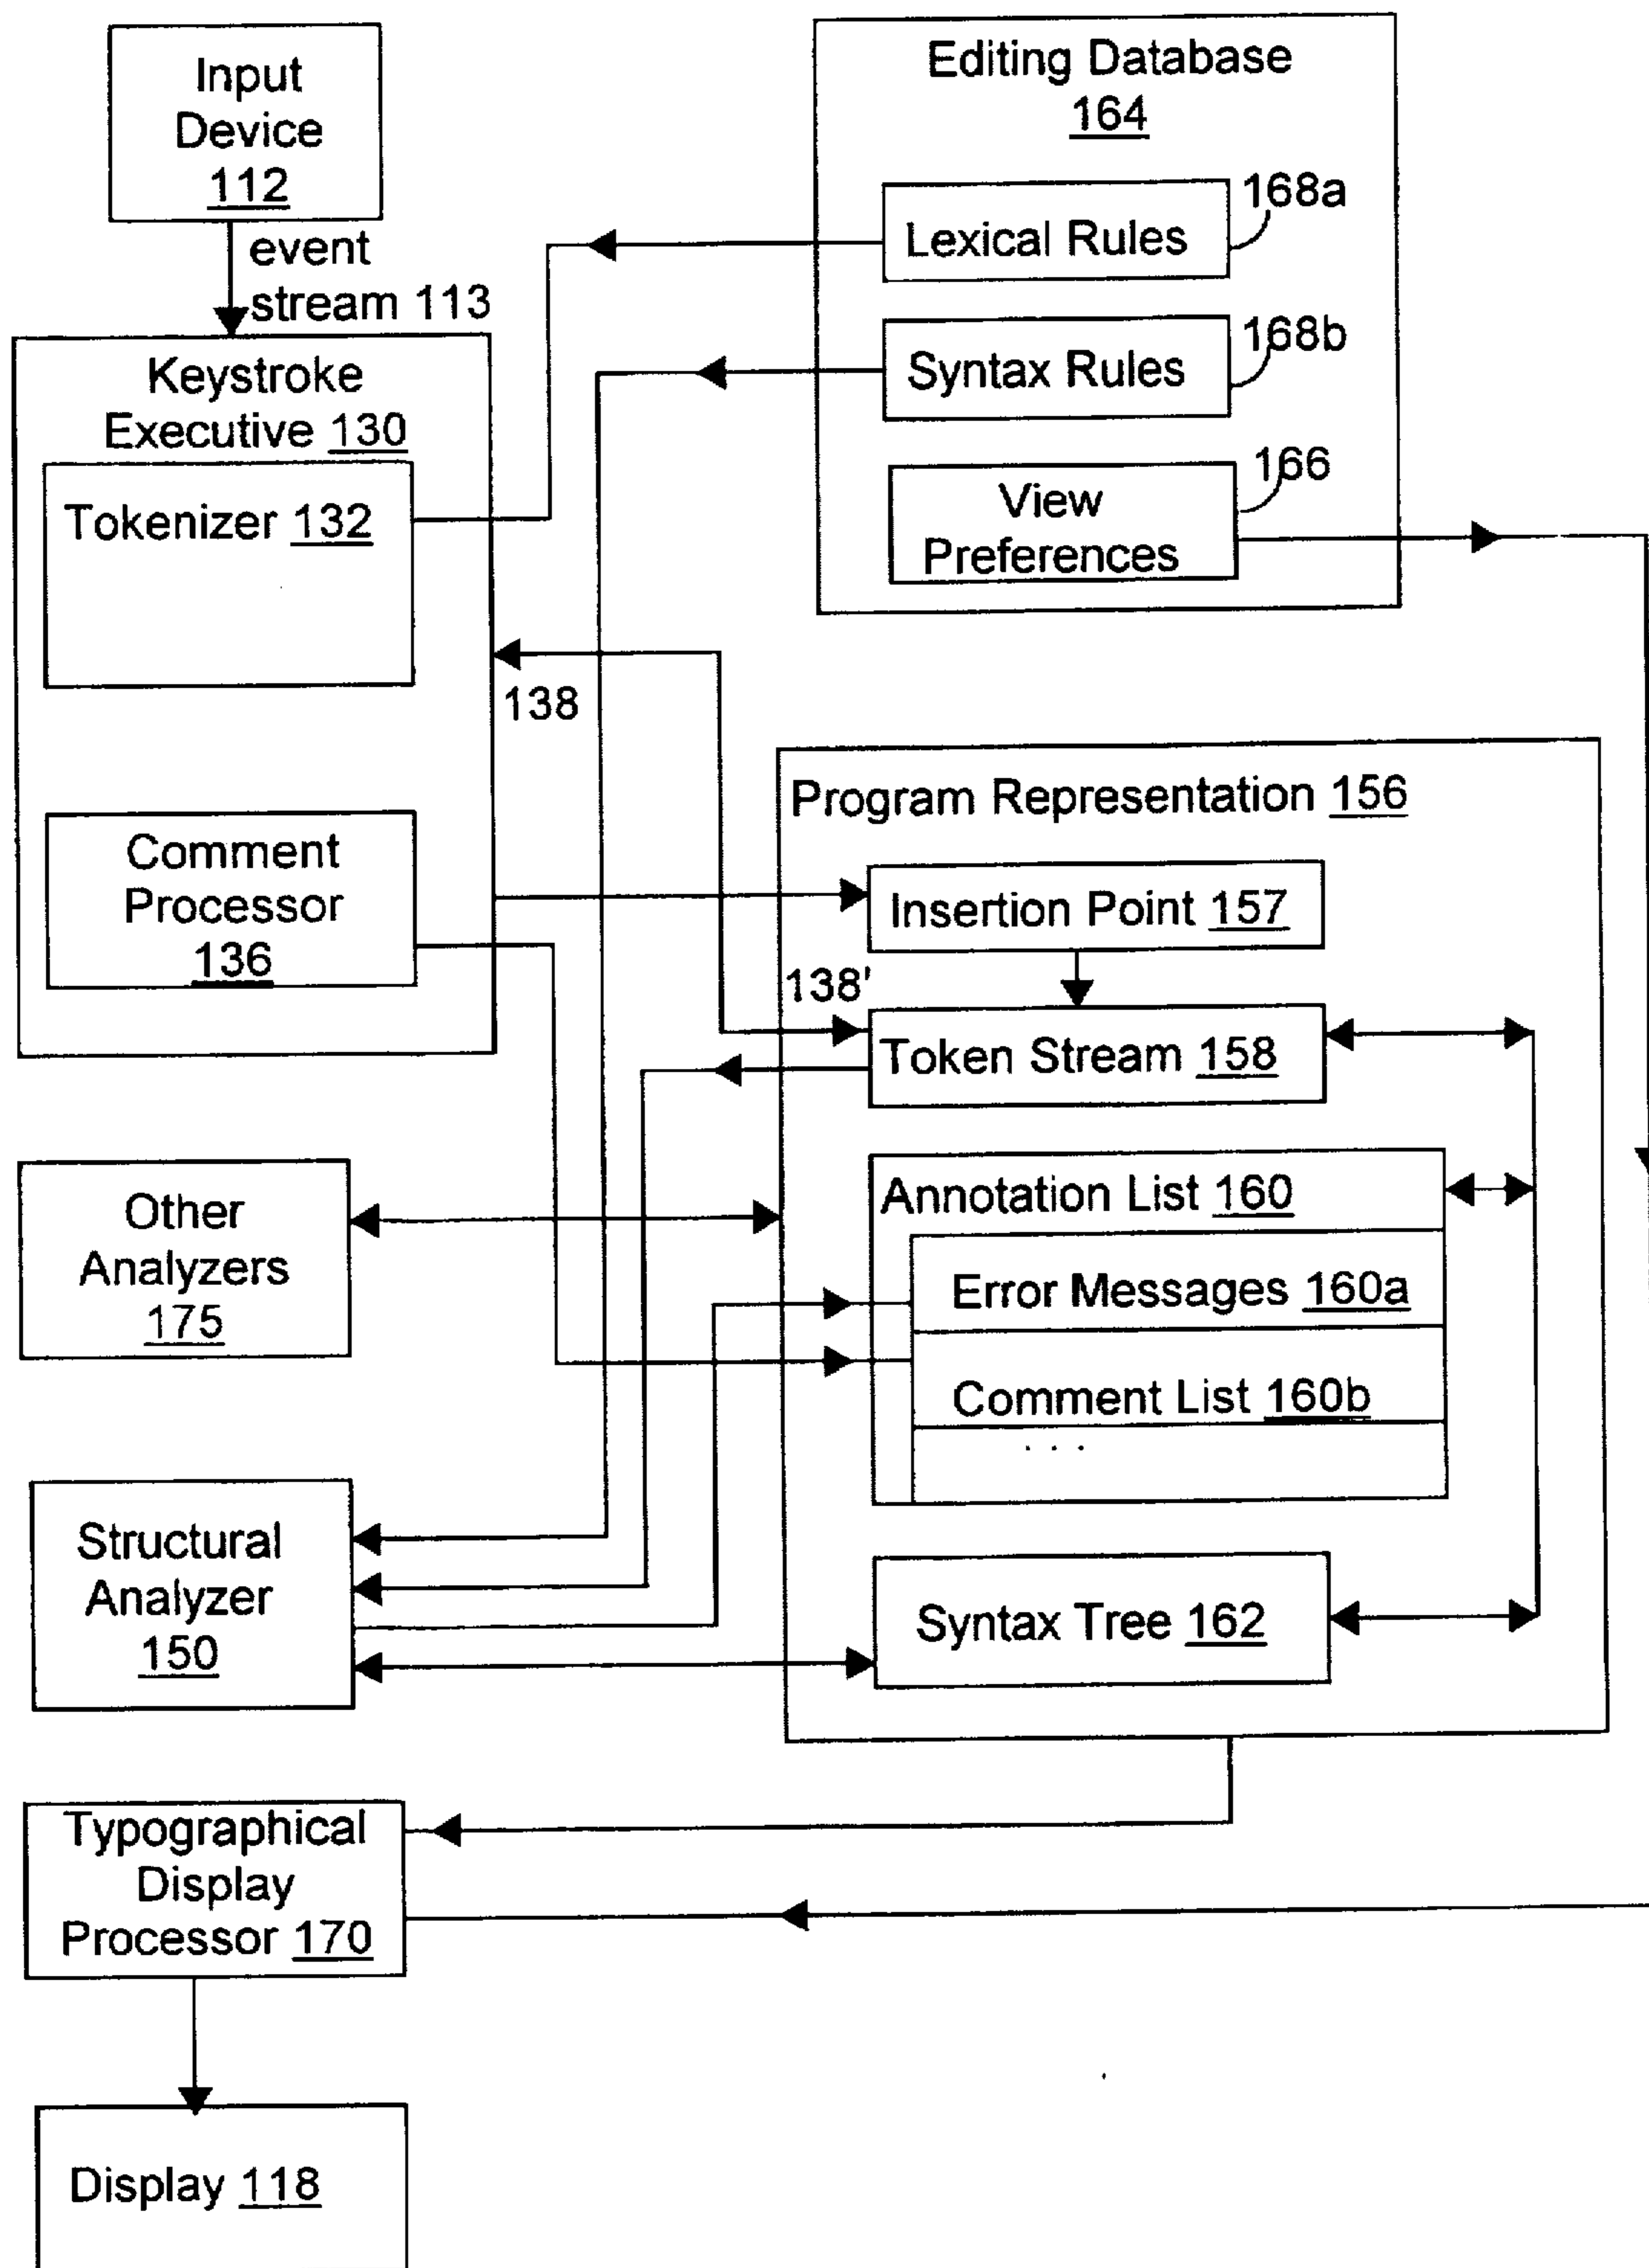 Input
Device
112
event
stream 113
Editing Database
164
Lexical Rules
168a
Syntax Rules
168b
View
Preferences
166
Keystroke
Executive 130
Tokenizer 132
138
Comment
Processor
136
Program Representation 156
Insertion Point 157
138'
Token Stream 158
Annotation List 160
Error Messages 160a
Comment List 160b
. . .
Syntax Tree 162
Other
Analyzers
175
Structural
Analyzer
150
Typographical
Display
Processor 170
Display 118